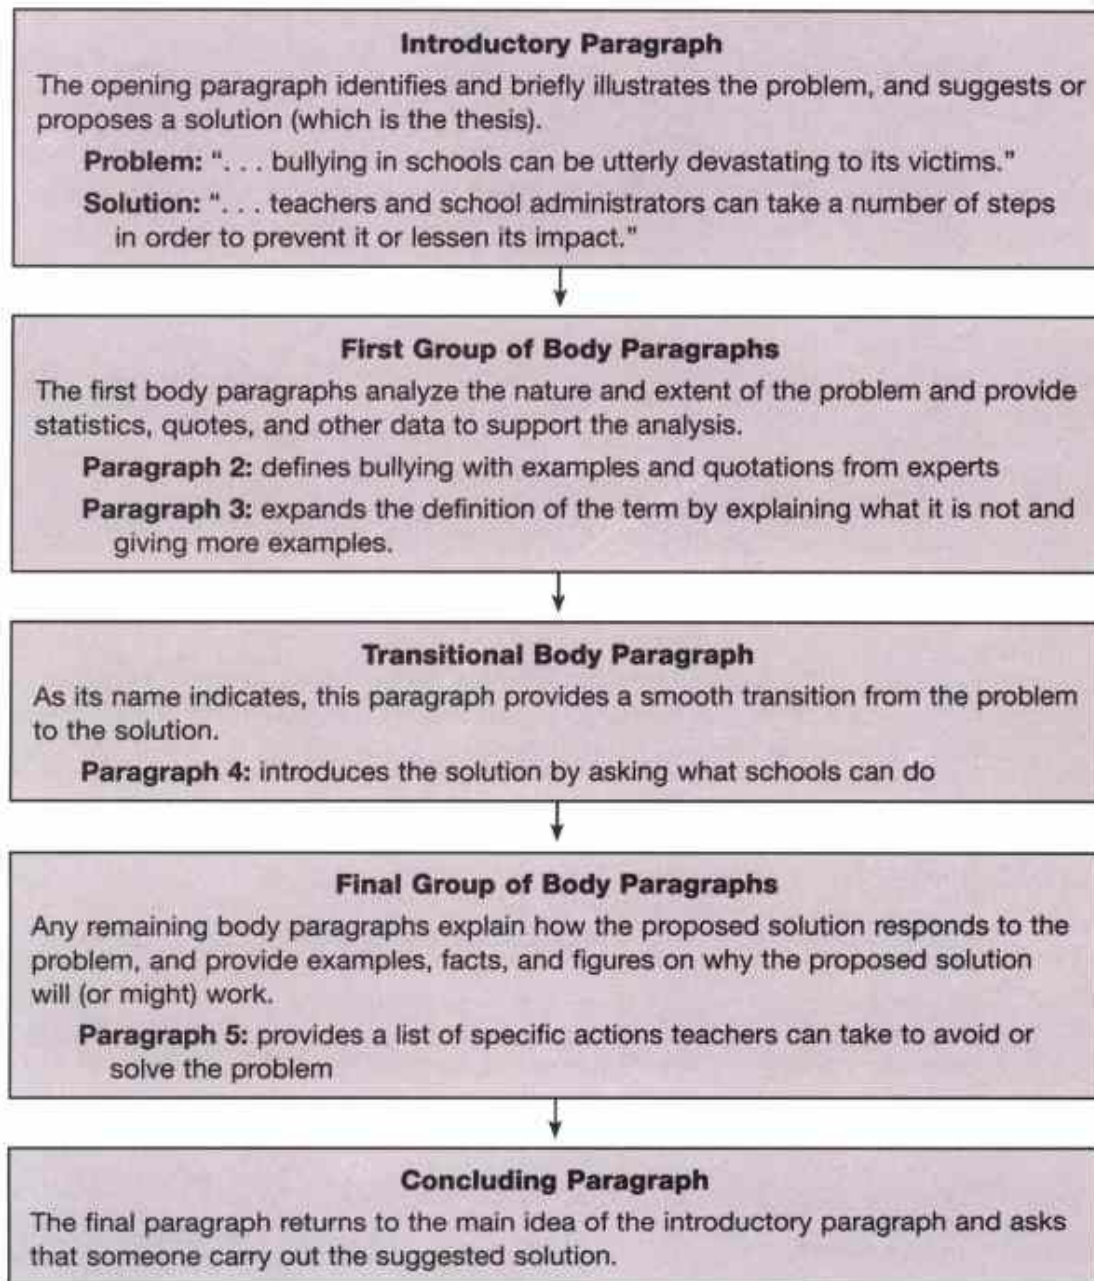 Introductory Paragraph
The opening paragraph identifies and briefly illustrates the problem, and suggests or
proposes a solution (which is the thesis).
Problem: “. . . bullying in schools can be utterly devastating to its victims.”
Solution: “. . . teachers and school administrators can take a number of steps
in order to prevent it or lessen its impact.”
First Group of Body Paragraphs
The first body paragraphs analyze the nature and extent of the problem and provide
statistics, quotes, and other data to support the analysis.
Paragraph 2: defines bullying with examples and quotations from experts
Paragraph 3: expands the definition of the term by explaining what it is not and
giving more examples.
Transitional Body Paragraph
As its name indicates, this paragraph provides a smooth transition from the problem
to the solution.
Paragraph 4: introduces the solution by asking what schools can do
Final Group of Body Paragraphs
Any remaining body paragraphs explain how the proposed solution responds to the
problem, and provide examples, facts, and figures on why the proposed solution
will (or might) work.
Paragraph 5: provides a list of specific actions teachers can take to avoid or
solve the problem
Concluding Paragraph
The final paragraph returns to the main idea of the introductory paragraph and asks
that someone carry out the suggested solution.